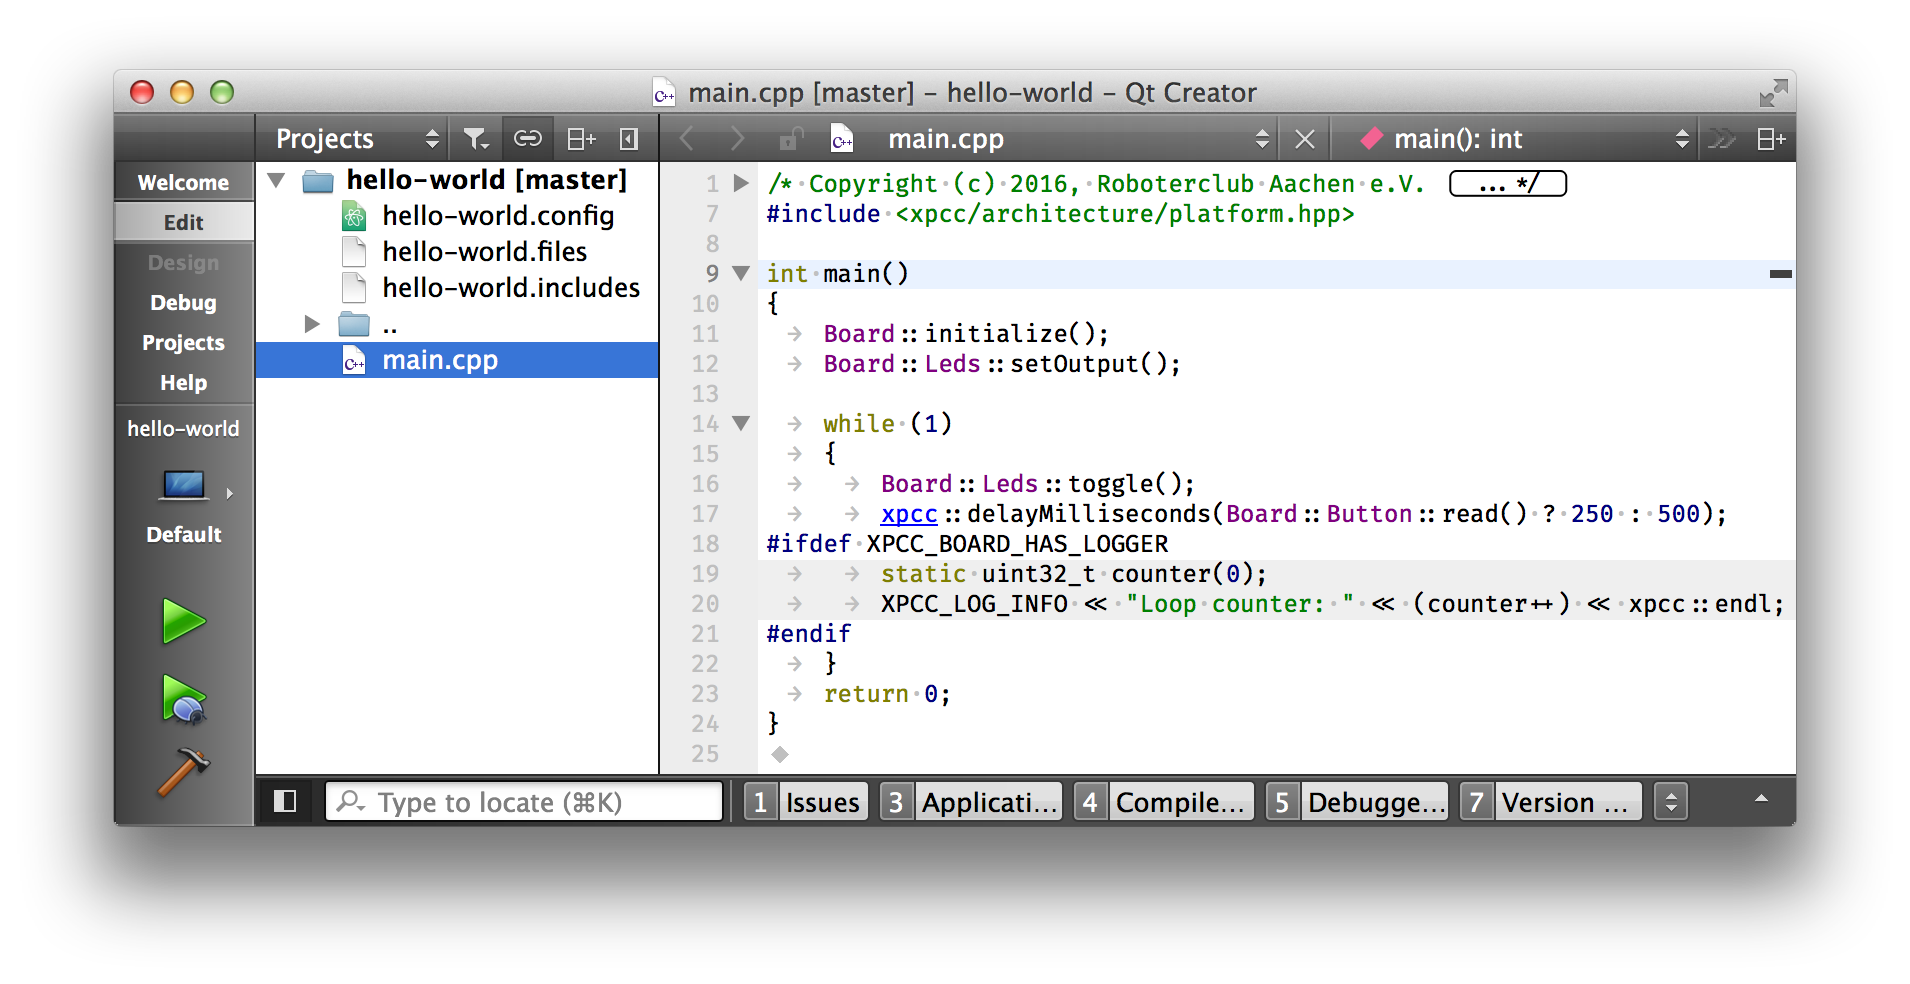 main.cpp [master] – hello-world – Qt Creator
Projects
main.cpp
main(): int
Welcome
Edit
Design
Debug
Projects
Help
hello-world
Default
hello-world [master]
hello-world.config
hello-world.files
hello-world.includes
..
main.cpp
1 /* Copyright (c) 2016, Roboterclub Aachen e.V. ... */
7 #include <xpcc/architecture/platform.hpp>
8
9 int main()
10 {
11 Board::initialize();
12 Board::Leds::setOutput();
13
14 while (1)
15 {
16 Board::Leds::toggle();
17 xpcc::delayMilliseconds(Board::Button::read() ? 250 : 500);
18 #ifdef XPCC_BOARD_HAS_LOGGER
19 static uint32_t counter(0);
20 XPCC_LOG_INFO << "Loop counter: " << (counter++) << xpcc::endl;
21 #endif
22 }
23 return 0;
24 }
25
Type to locate (⌘K)
1 Issues
3 Applicati...
4 Compile...
5 Debugge...
7 Version ...